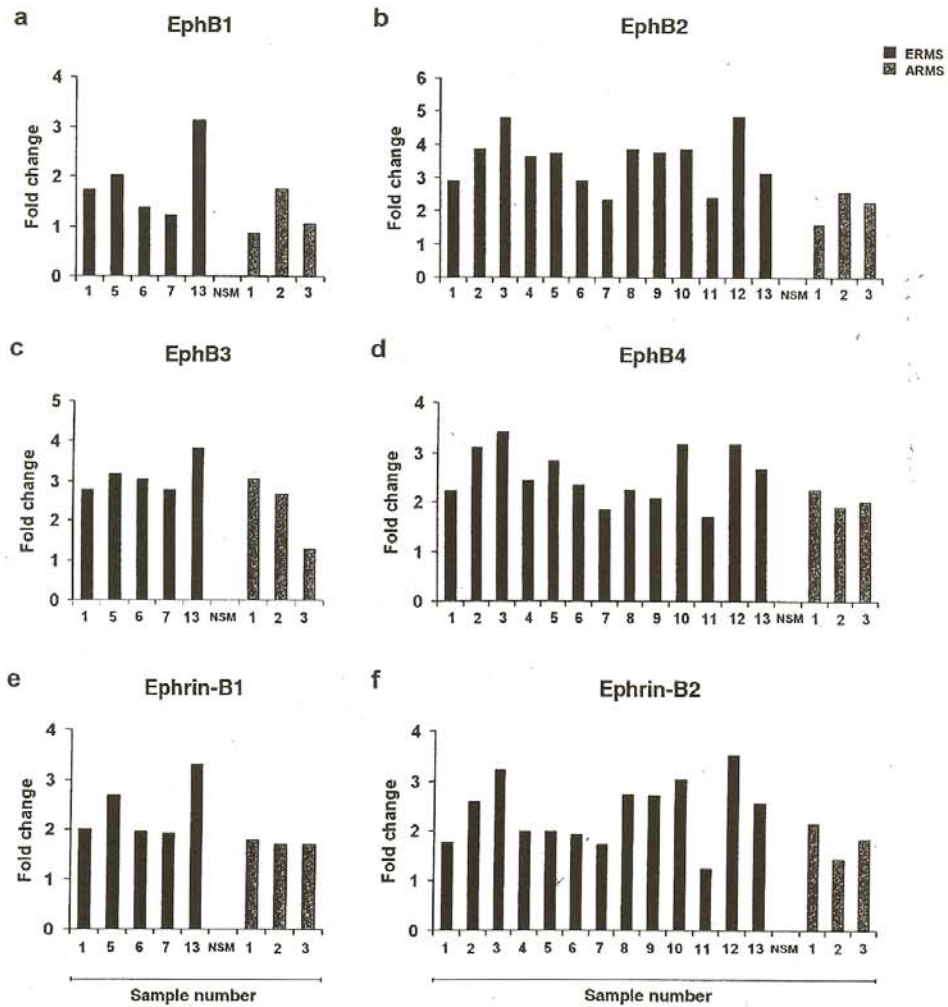 a
EphB1
Fold change
4
3
2
1
0
1 5 6 7 13 NSM 1 2 3
b
EphB2
ERMS
ARMS
Fold change
6
5
4
3
2
1
0
1 2 3 4 5 6 7 8 9 10 11 12 13 NSM 1 2 3
c
EphB3
Fold change
5
4
3
2
1
0
1 5 6 7 13 NSM 1 2 3
d
EphB4
Fold change
4
3
2
1
0
1 2 3 4 5 6 7 8 9 10 11 12 13 NSM 1 2 3
e
Ephrin-B1
Fold change
4
3
2
1
0
1 5 6 7 13 NSM 1 2 3
Sample number
f
Ephrin-B2
Fold change
4
3
2
1
0
1 2 3 4 5 6 7 8 9 10 11 12 13 NSM 1 2 3
Sample number